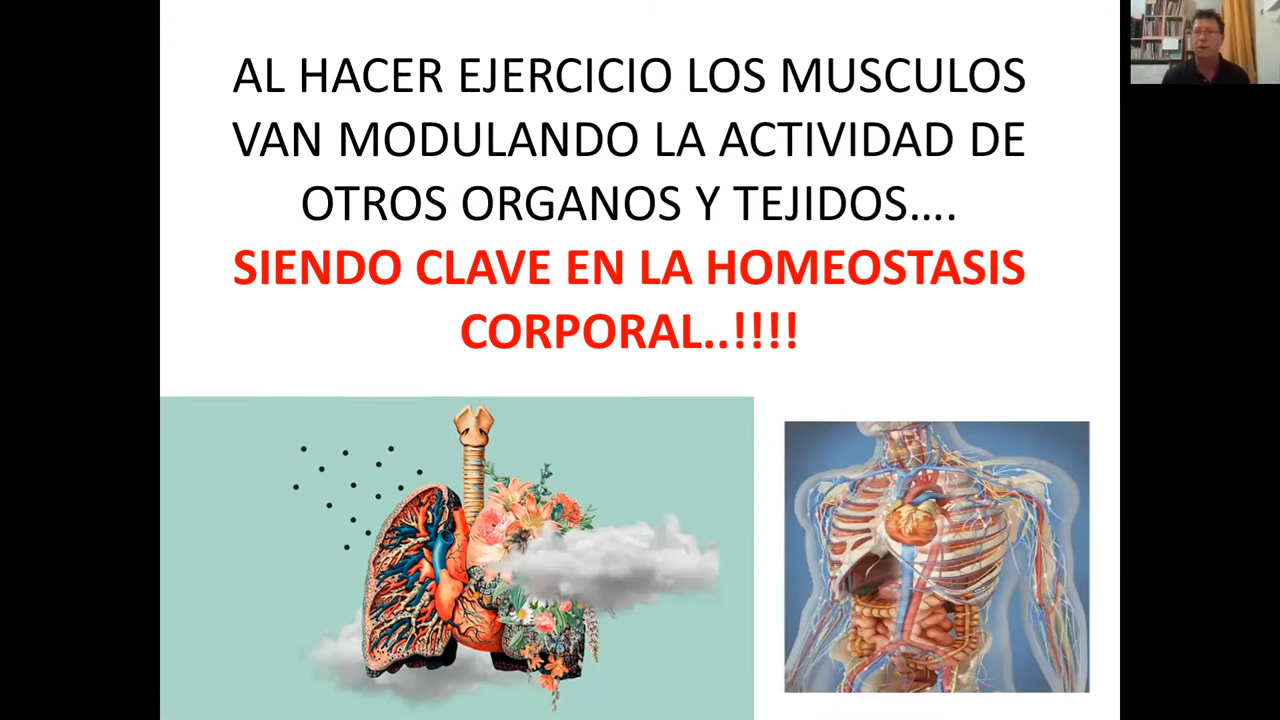 AL HACER EJERCICIO LOS MUSCULOS
VAN MODULANDO LA ACTIVIDAD DE
OTROS ORGANOS Y TEJIDOS....
SIENDO CLAVE EN LA HOMEOSTASIS
CORPORAL..!!!!